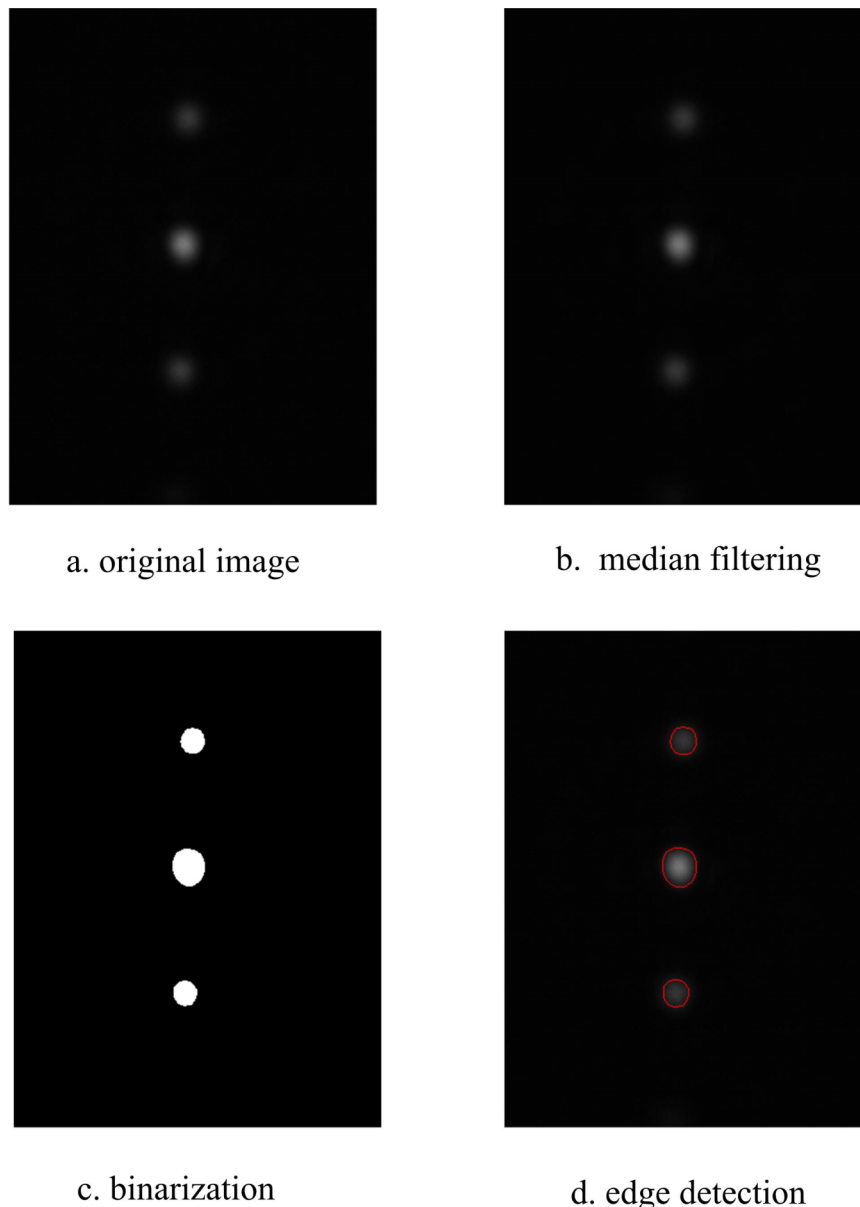 a. original image
b. median filtering
c. binarization
d. edge detection